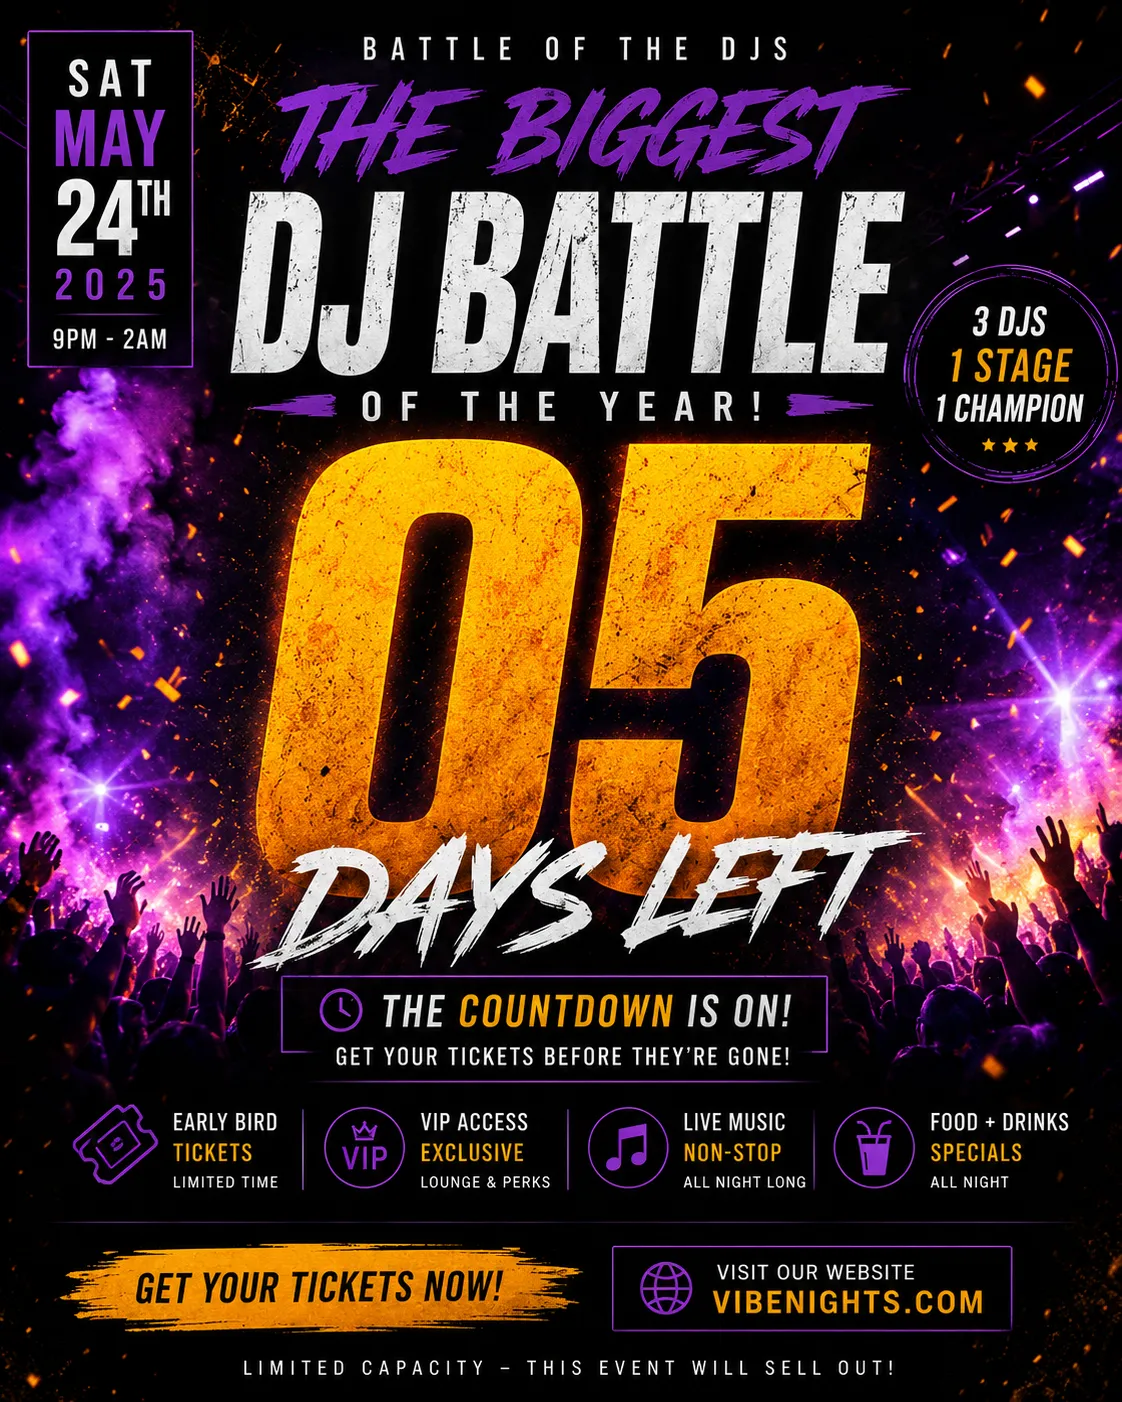 SAT
MAY
24TH
2025
9PM - 2AM
BATTLE OF THE DJS
THE BIGGEST
DJ BATTLE
OF THE YEAR!
3 DJS
1 STAGE
1 CHAMPION
05
DAYS LEFT
THE COUNTDOWN IS ON!
GET YOUR TICKETS BEFORE THEY'RE GONE!
EARLY BIRD
TICKETS
LIMITED TIME
VIP
VIP ACCESS
EXCLUSIVE
LOUNGE & PERKS
LIVE MUSIC
NON-STOP
ALL NIGHT LONG
FOOD + DRINKS
SPECIALS
ALL NIGHT
GET YOUR TICKETS NOW!
VISIT OUR WEBSITE
VIBENIGHTS.COM
LIMITED CAPACITY – THIS EVENT WILL SELL OUT!